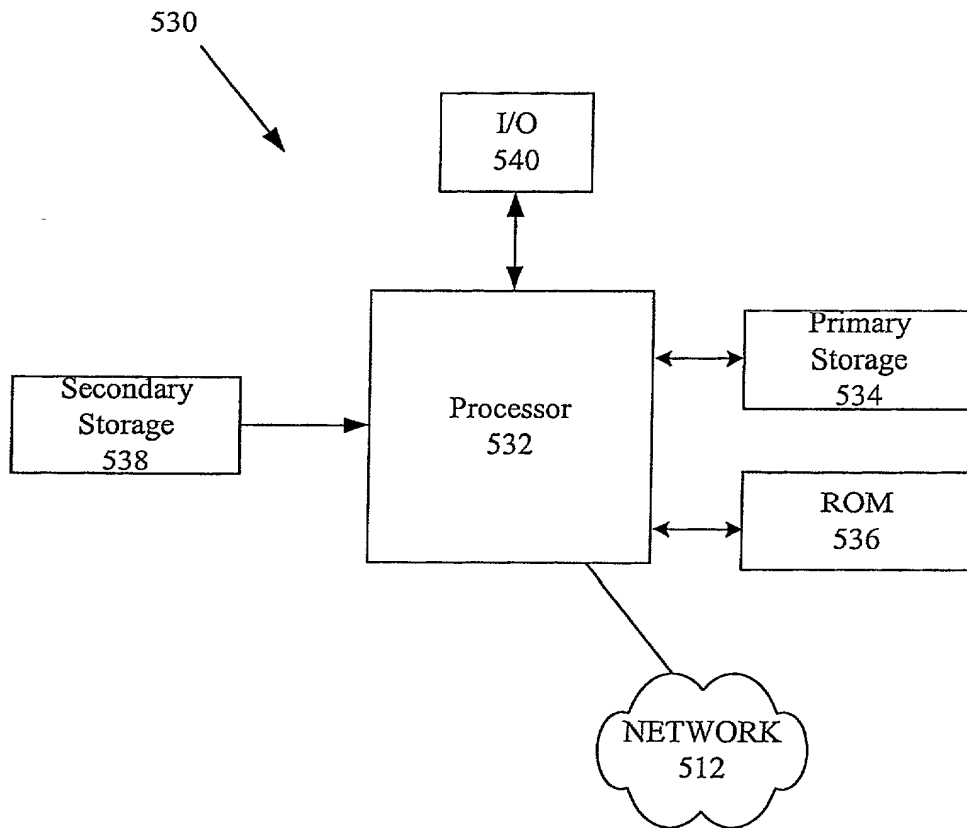 530
I/O
540
Primary
Storage
534
Secondary
Storage
538
Processor
532
ROM
536
NETWORK
512